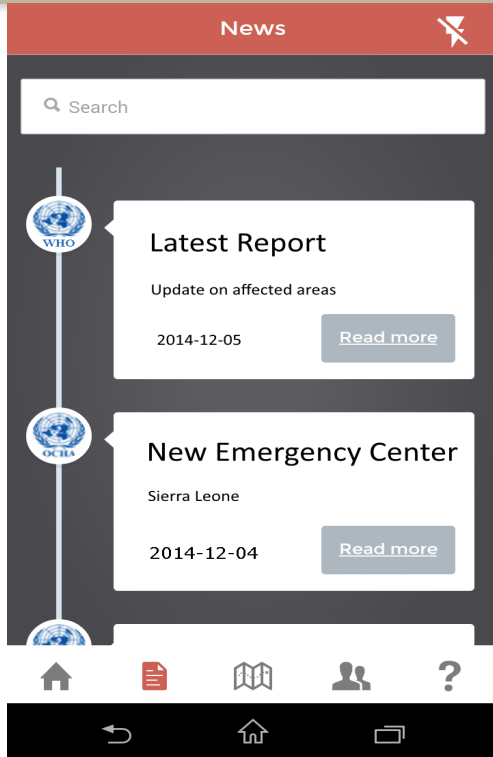 News
Search
WHO
Latest Report
Update on affected areas
2014-12-05
Read more
OCHA
New Emergency Center
Sierra Leone
2014-12-04
Read more
?